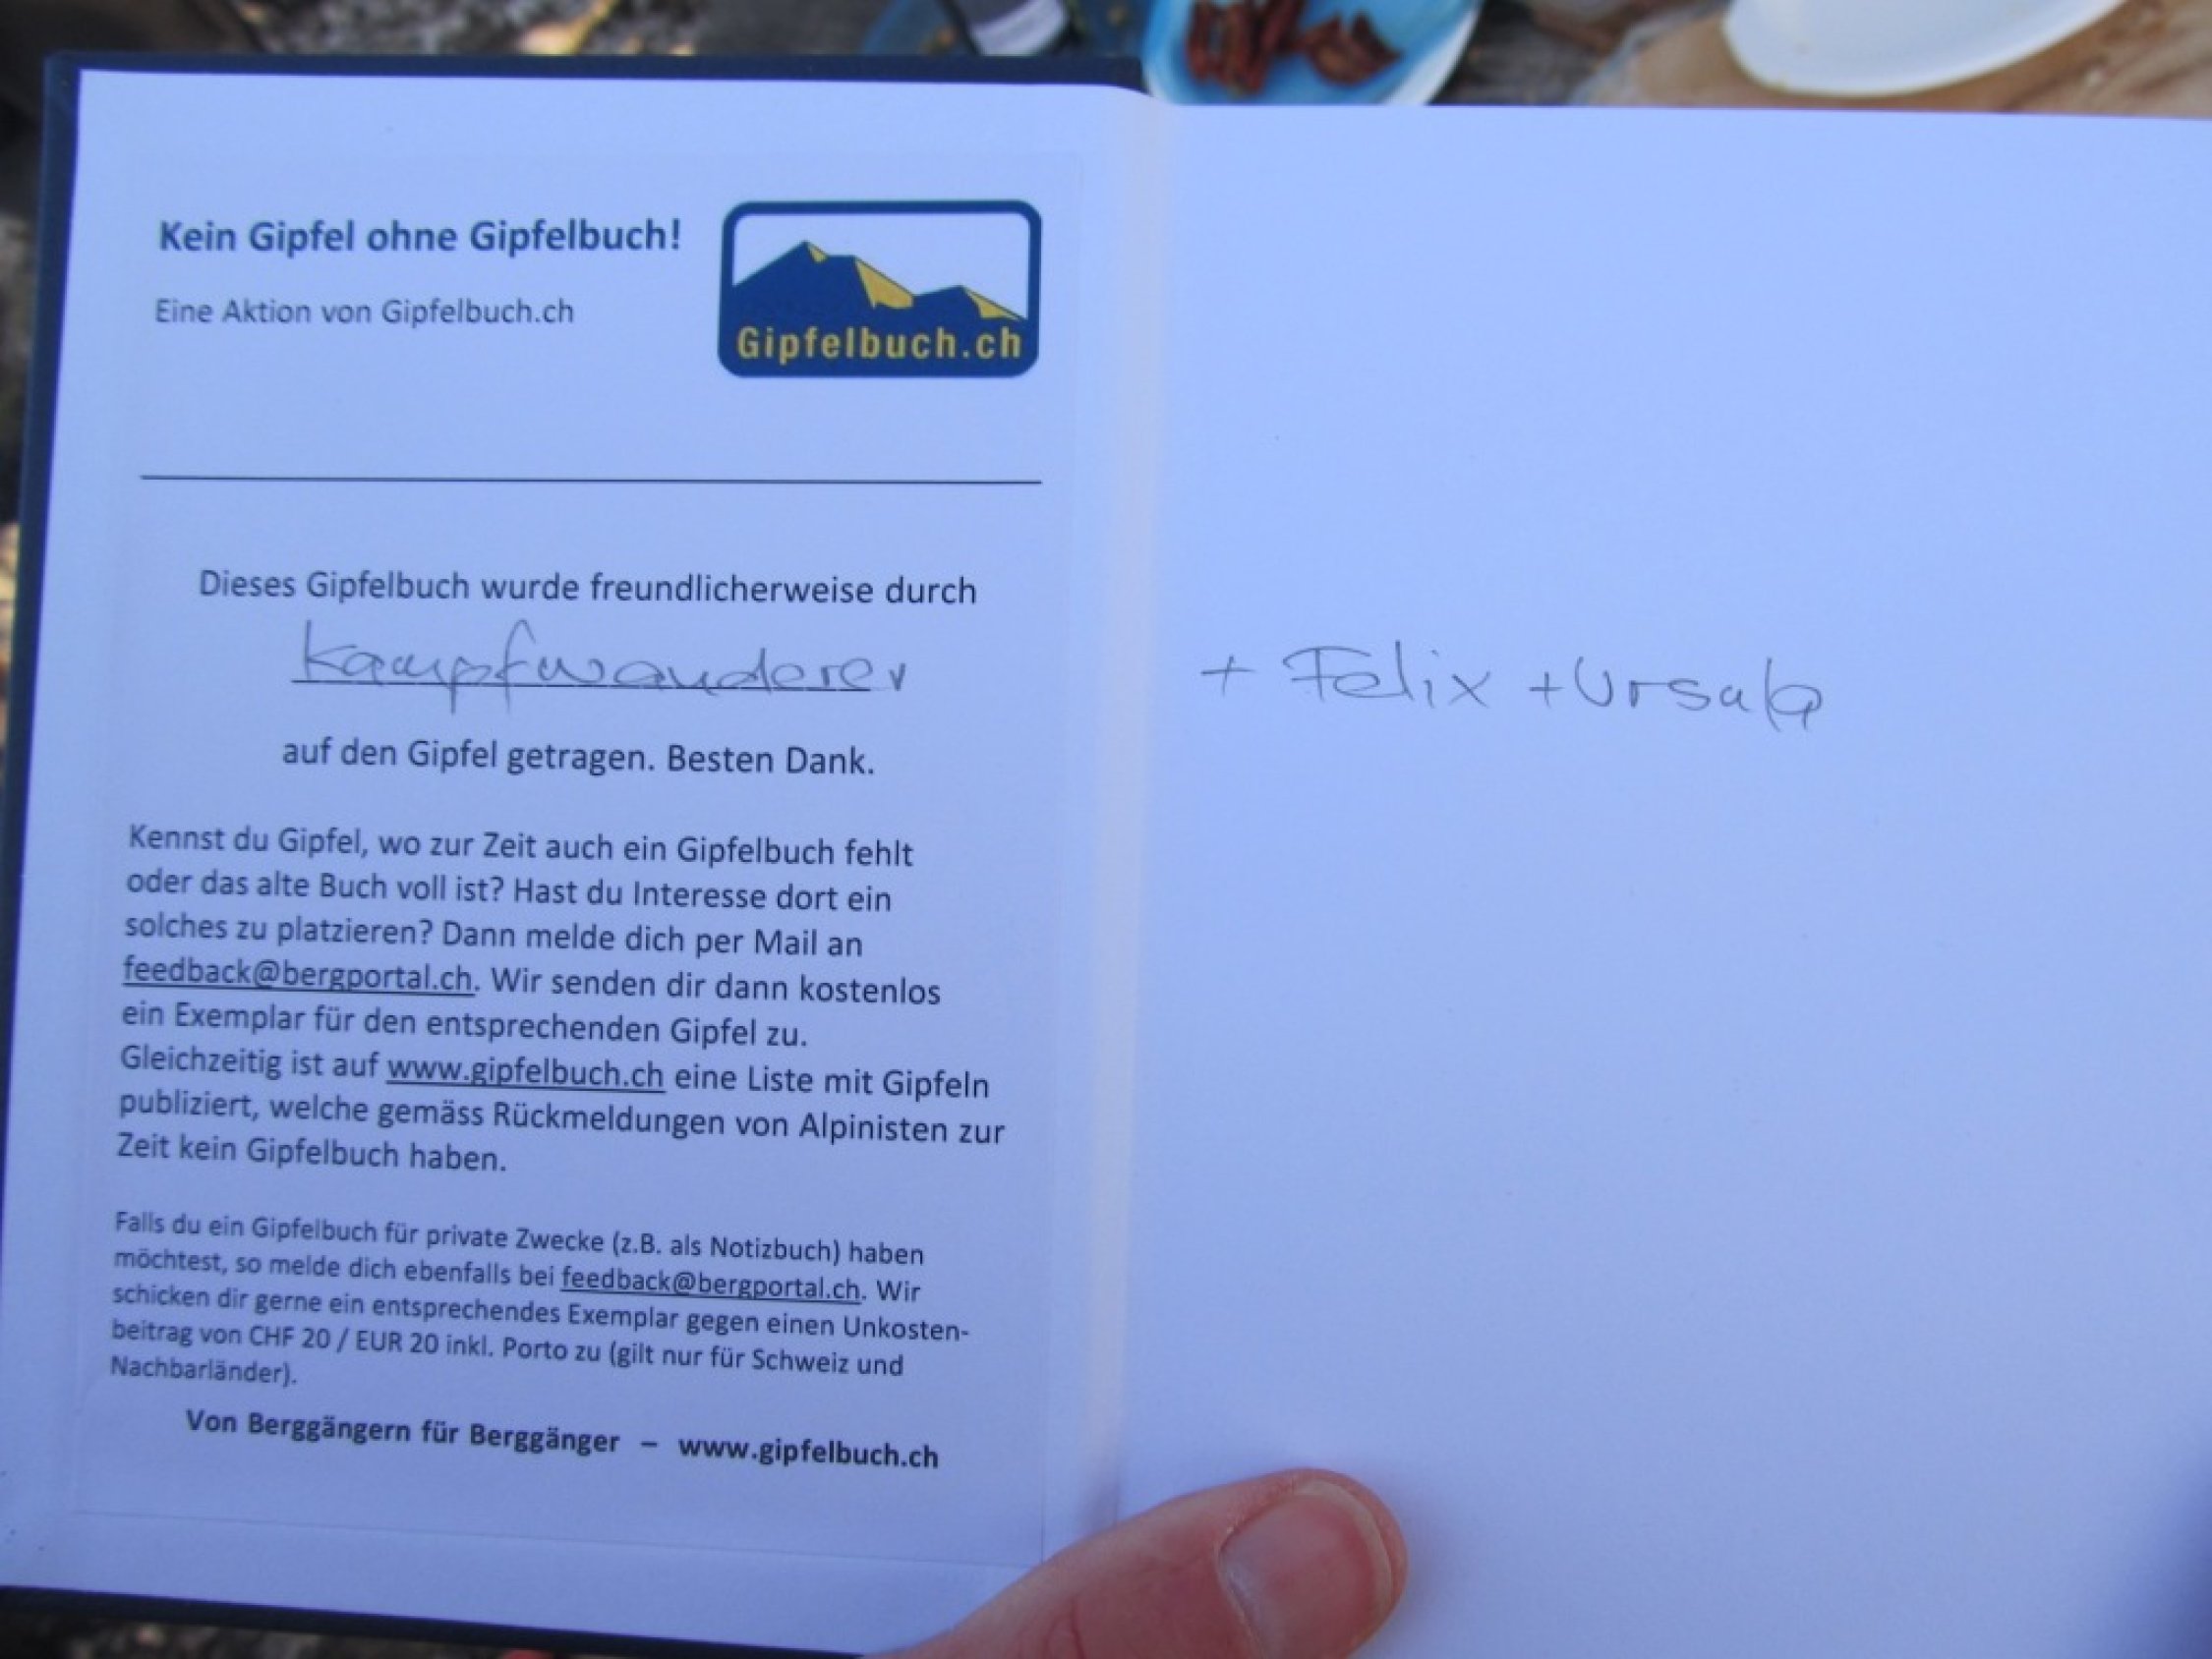 Kein Gipfel ohne Gipfelbuch!
Eine Aktion von Gipfelbuch.ch
Gipfelbuch.ch
Dieses Gipfelbuch wurde freundlicherweise durch
Kampfwanderer + Felix + Ursula
auf den Gipfel getragen. Besten Dank.
Kennst du Gipfel, wo zur Zeit auch ein Gipfelbuch fehlt
oder das alte Buch voll ist? Hast du Interesse dort ein
solches zu platzieren? Dann melde dich per Mail an
feedback@bergportal.ch. Wir senden dir dann kostenlos
ein Exemplar für den entsprechenden Gipfel zu.
Gleichzeitig ist auf www.gipfelbuch.ch eine Liste mit Gipfeln
publiziert, welche gemäss Rückmeldungen von Alpinisten zur
Zeit kein Gipfelbuch haben.
Falls du ein Gipfelbuch für private Zwecke (z.B. als Notizbuch) haben
möchtest, so melde dich ebenfalls bei feedback@bergportal.ch. Wir
schicken dir gerne ein entsprechendes Exemplar gegen einen Unkosten-
beitrag von CHF 20 / EUR 20 inkl. Porto zu (gilt nur für Schweiz und
Nachbarländer).
Von Berggängern für Berggänger – www.gipfelbuch.ch